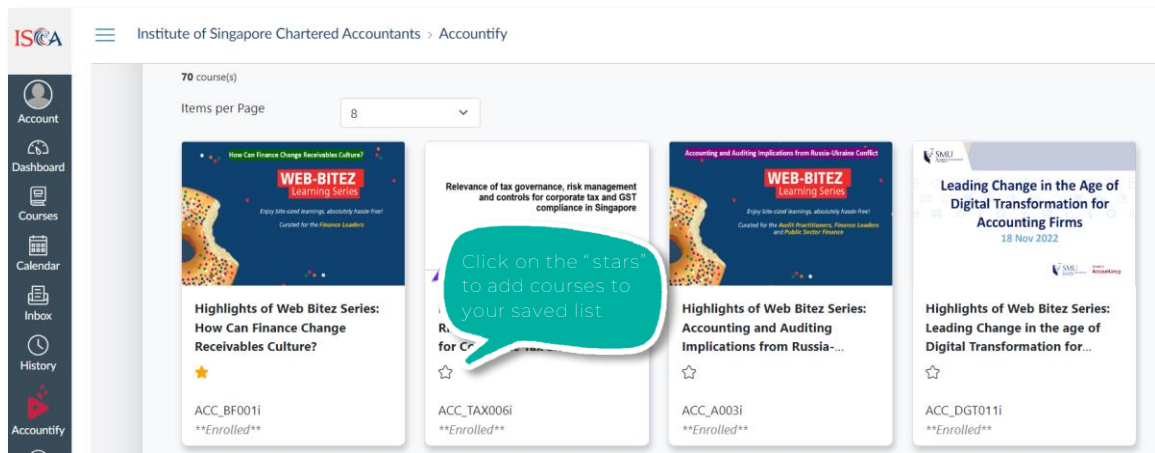 ISCA
Institute of Singapore Chartered Accountants > Accountify
70 course(s)
Items per Page
8
Account
Dashboard
Courses
Calendar
Inbox
History
Accountify
How Can Finance Change Receivables Culture?
WEB-BITEZ
Learning Series
Enjoy bite-sized learnings, absolutely hassle-free!
Curated for the Finance Leaders
Highlights of Web Bitez Series:
How Can Finance Change
Receivables Culture?
ACC_BF001i
**Enrolled**
Relevance of tax governance, risk management
and controls for corporate tax and GST
compliance in Singapore
Click on the “stars”
to add courses to
your saved list
ACC_TAX006i
**Enrolled**
Accounting and Auditing Implications from Russia-Ukraine Conflict
WEB-BITEZ
Learning Series
Enjoy bite-sized learnings, absolutely hassle-free!
Curated for the Audit Practitioners, Finance Leaders
and Public Sector Finance
Highlights of Web Bitez Series:
Accounting and Auditing
Implications from Russia-...
ACC_A003i
**Enrolled**
SMU
Leading Change in the Age of
Digital Transformation for
Accounting Firms
18 Nov 2022
SMU
Accountancy
Highlights of Web Bitez Series:
Leading Change in the age of
Digital Transformation for...
ACC_DGT011i
**Enrolled**